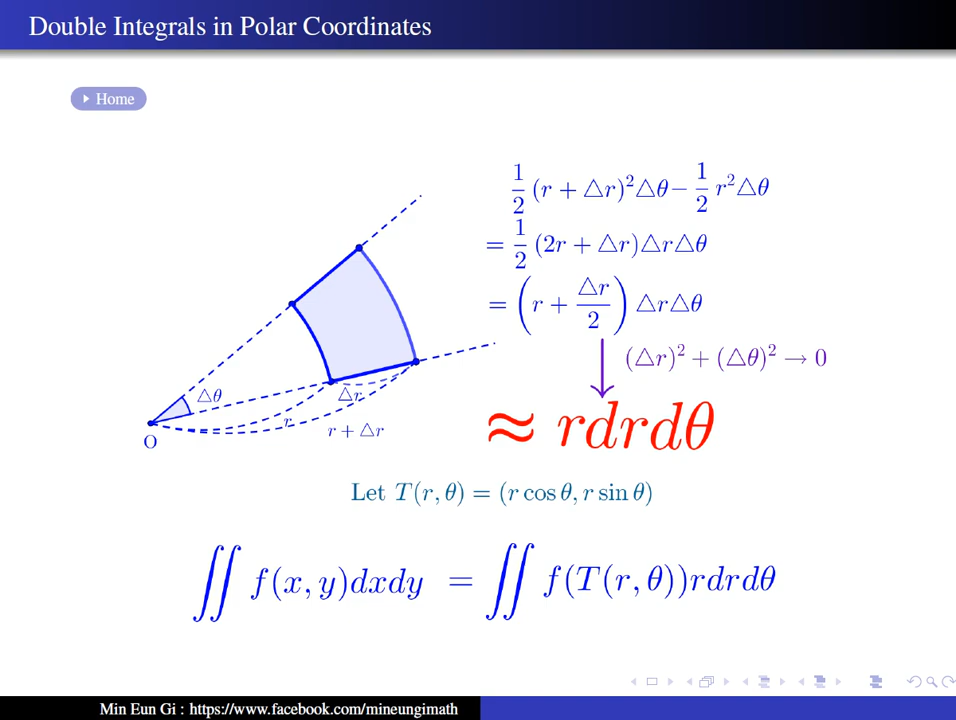 Double Integrals in Polar Coordinates
Home
1/2 (r + △r)²△θ − 1/2 r²△θ
= 1/2 (2r + △r)△r△θ
= (r + △r/2) △r△θ
(△r)² + (△θ)² → 0
≈ rdrdθ
△θ
△r
r
r + △r
O
Let T(r, θ) = (r cos θ, r sin θ)
∬ f(x, y)dxdy = ∬ f(T(r, θ))rdrdθ
Min Eun Gi : https://www.facebook.com/mineungimath